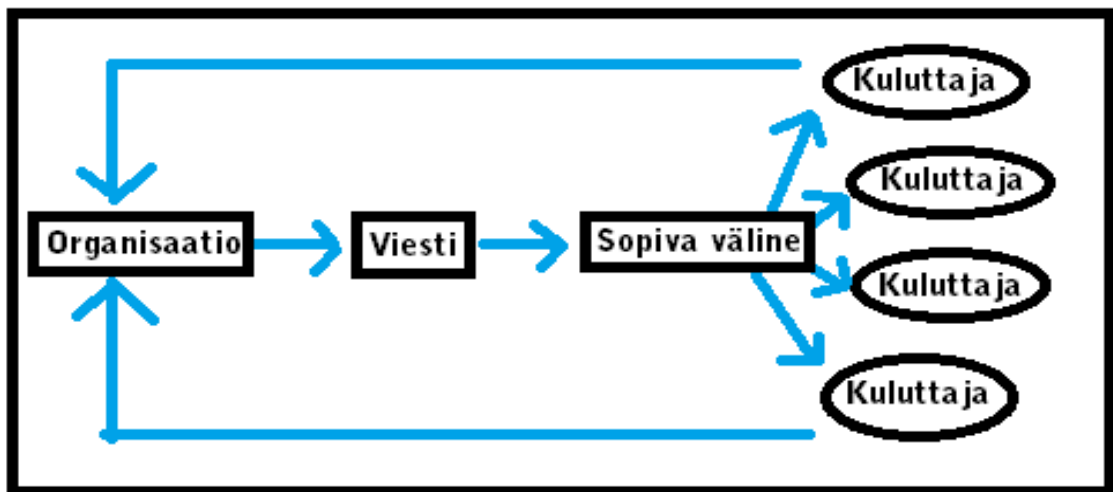 Kuluttaja
Kuluttaja
Organisaatio
Viesti
Sopiva väline
Kuluttaja
Kuluttaja